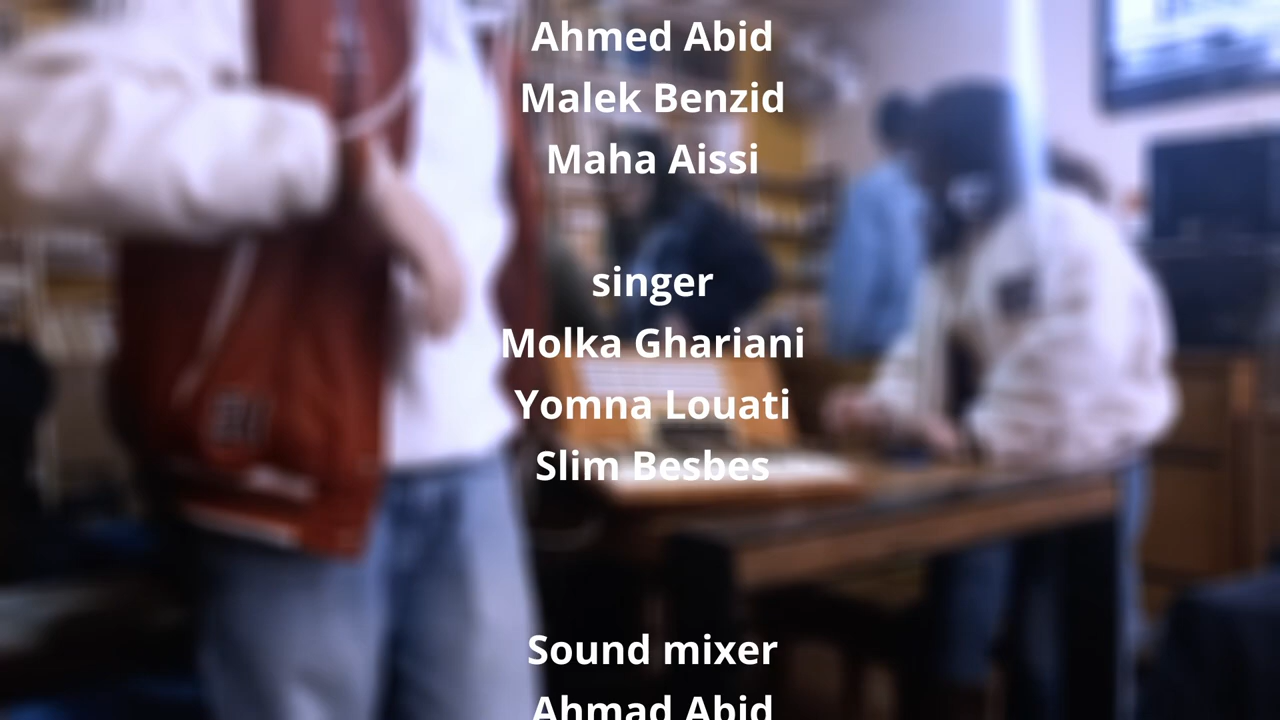 Ahmed Abid
Malek Benzid
Maha Aissi
singer
Molka Ghariani
Yomna Louati
Slim Besbes
Sound mixer
Ahmad Abid